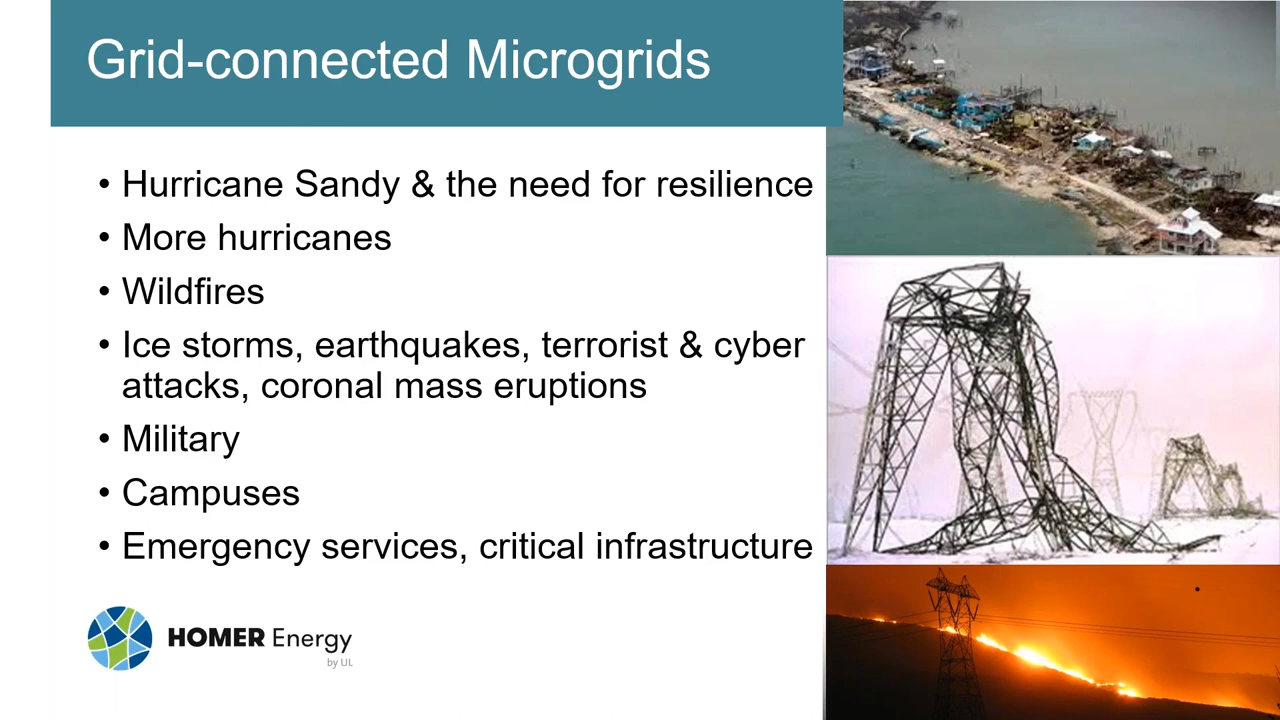 Grid-connected Microgrids
• Hurricane Sandy & the need for resilience
• More hurricanes
• Wildfires
• Ice storms, earthquakes, terrorist & cyber
attacks, coronal mass eruptions
• Military
• Campuses
• Emergency services, critical infrastructure
HOMER Energy
by UL